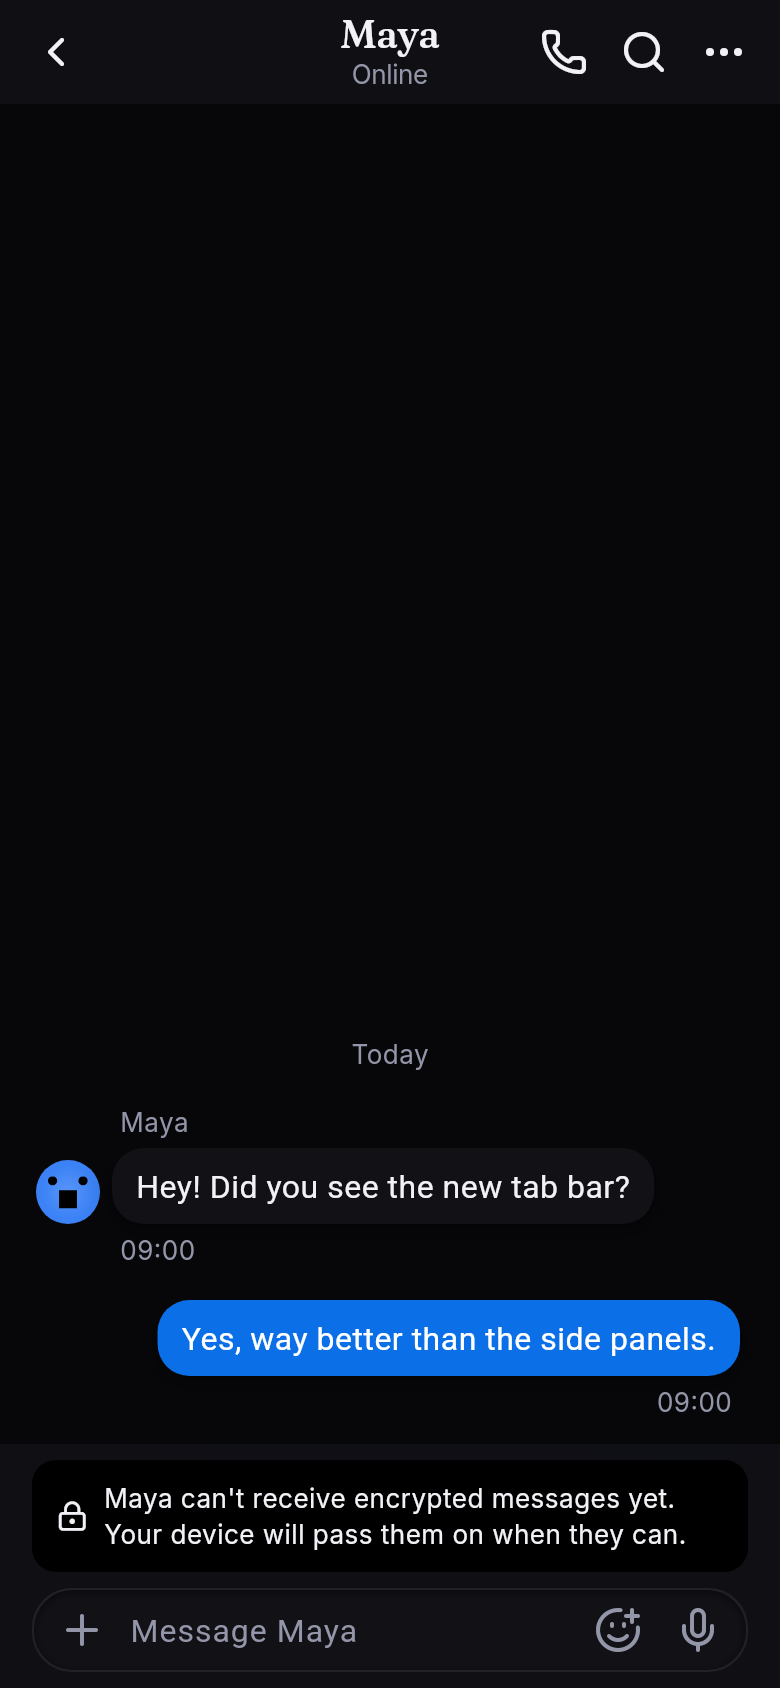 Maya
Online
Today
Maya
Hey! Did you see the new tab bar?
09:00
Yes, way better than the side panels.
09:00
Maya can't receive encrypted messages yet.
Your device will pass them on when they can.
Message Maya